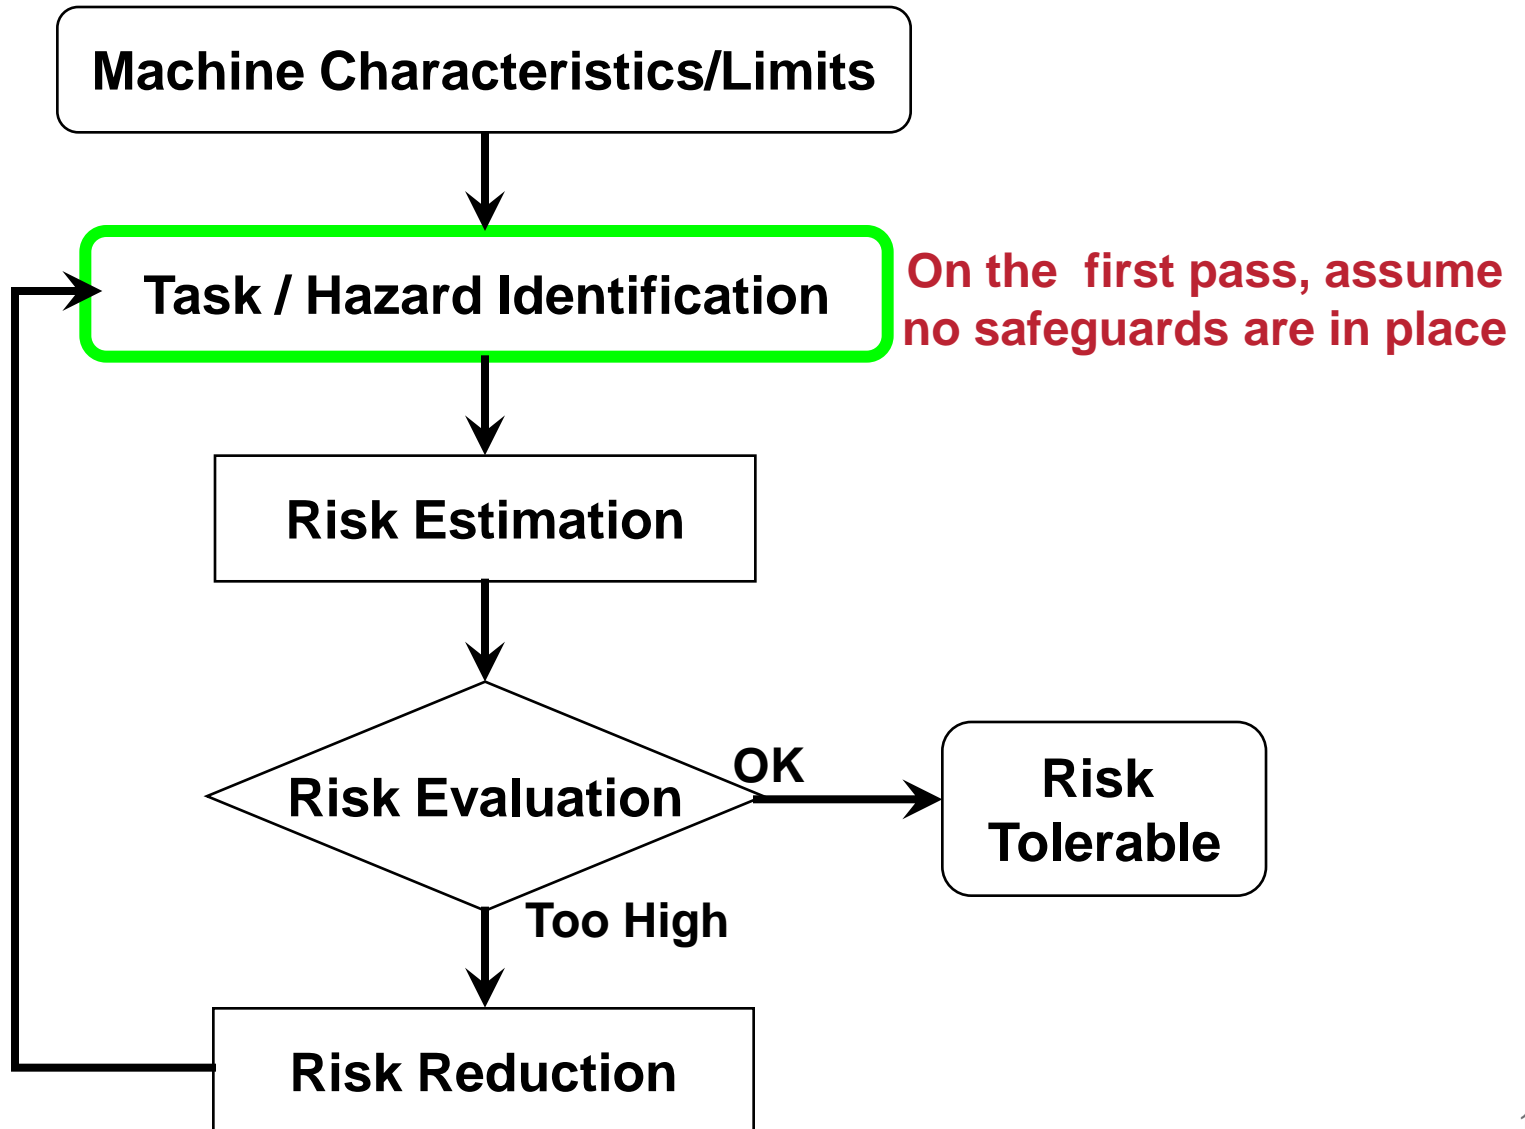 Machine Characteristics/Limits
Task / Hazard Identification
On the first pass, assume
no safeguards are in place
Risk Estimation
Risk Evaluation
OK
Risk
Tolerable
Too High
Risk Reduction